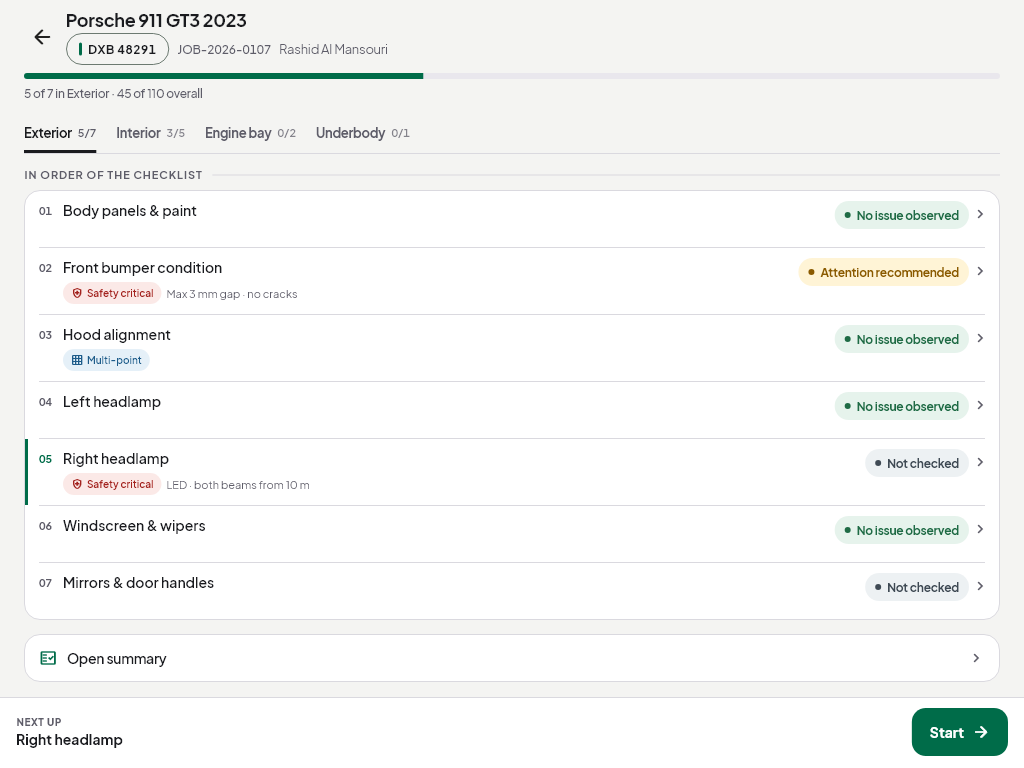 Porsche 911 GT3 2023
DXB 48291 JOB-2026-0107 Rashid Al Mansouri
5 of 7 in Exterior · 45 of 110 overall
Exterior 5/7 Interior 3/5 Engine bay 0/2 Underbody 0/1
IN ORDER OF THE CHECKLIST
01 Body panels & paint No issue observed
02 Front bumper condition Attention recommended
Safety critical Max 3 mm gap · no cracks
03 Hood alignment No issue observed
Multi-point
04 Left headlamp No issue observed
05 Right headlamp Not checked
Safety critical LED · both beams from 10 m
06 Windscreen & wipers No issue observed
07 Mirrors & door handles Not checked
Open summary
NEXT UP
Right headlamp
Start